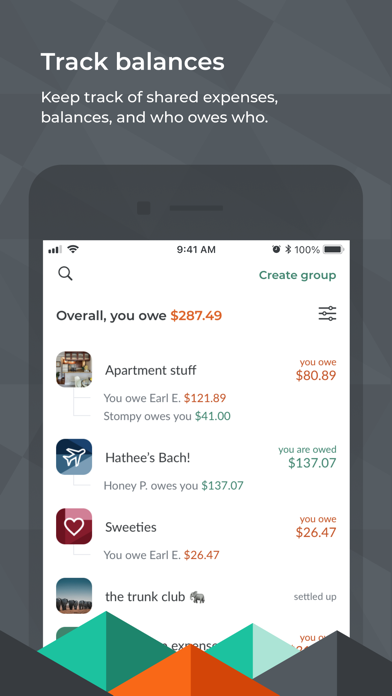 Track balances
Keep track of shared expenses,
balances, and who owes who.
9:41 AM
100%
Create group
Overall, you owe $287.49
Apartment stuff
you owe
$80.89
You owe Earl E. $121.89
Stompy owes you $41.00
Hathee's Bach!
you are owed
$137.07
Honey P. owes you $137.07
Sweeties
you owe
$26.47
You owe Earl E. $26.47
the trunk club 🐘
settled up